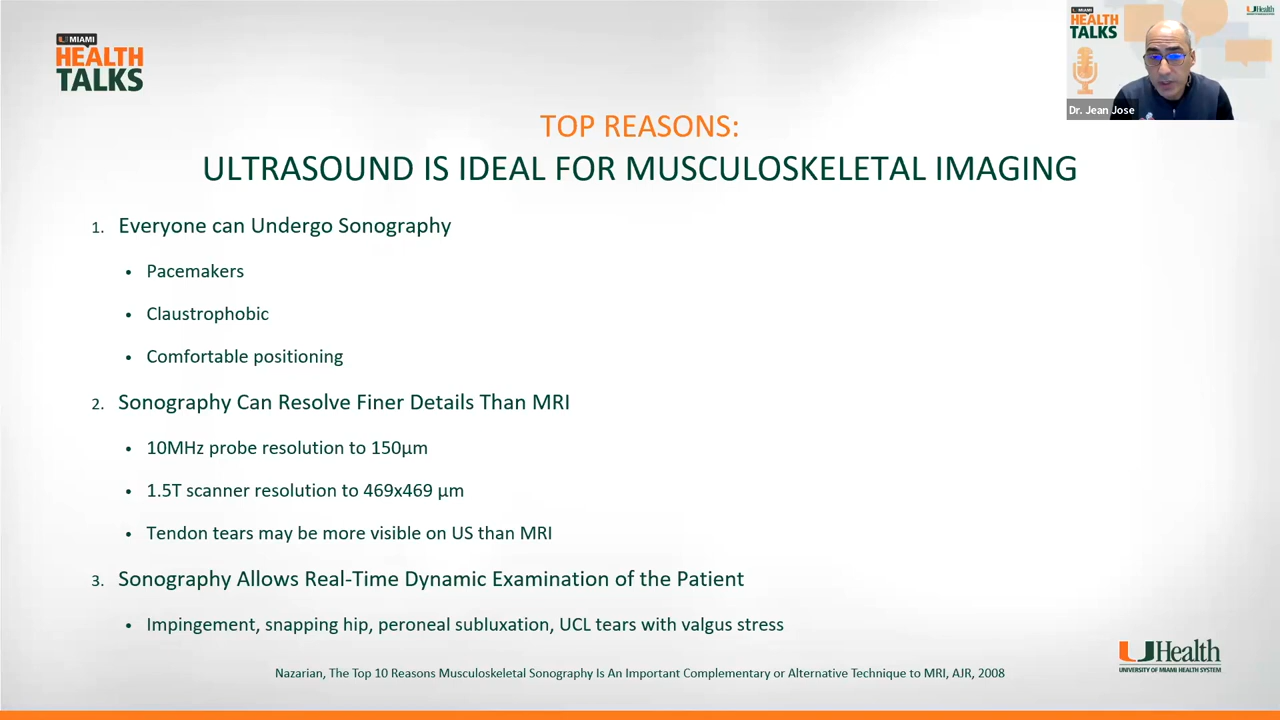 MIAMI
HEALTH
TALKS
MIAMI
HEALTH
TALKS
UHealth
Dr. Jean Jose
TOP REASONS:
ULTRASOUND IS IDEAL FOR MUSCULOSKELETAL IMAGING
1. Everyone can Undergo Sonography
• Pacemakers
• Claustrophobic
• Comfortable positioning
2. Sonography Can Resolve Finer Details Than MRI
• 10MHz probe resolution to 150µm
• 1.5T scanner resolution to 469x469 µm
• Tendon tears may be more visible on US than MRI
3. Sonography Allows Real-Time Dynamic Examination of the Patient
• Impingement, snapping hip, peroneal subluxation, UCL tears with valgus stress
Nazarian, The Top 10 Reasons Musculoskeletal Sonography Is An Important Complementary or Alternative Technique to MRI, AJR, 2008
UHealth
UNIVERSITY OF MIAMI HEALTH SYSTEM